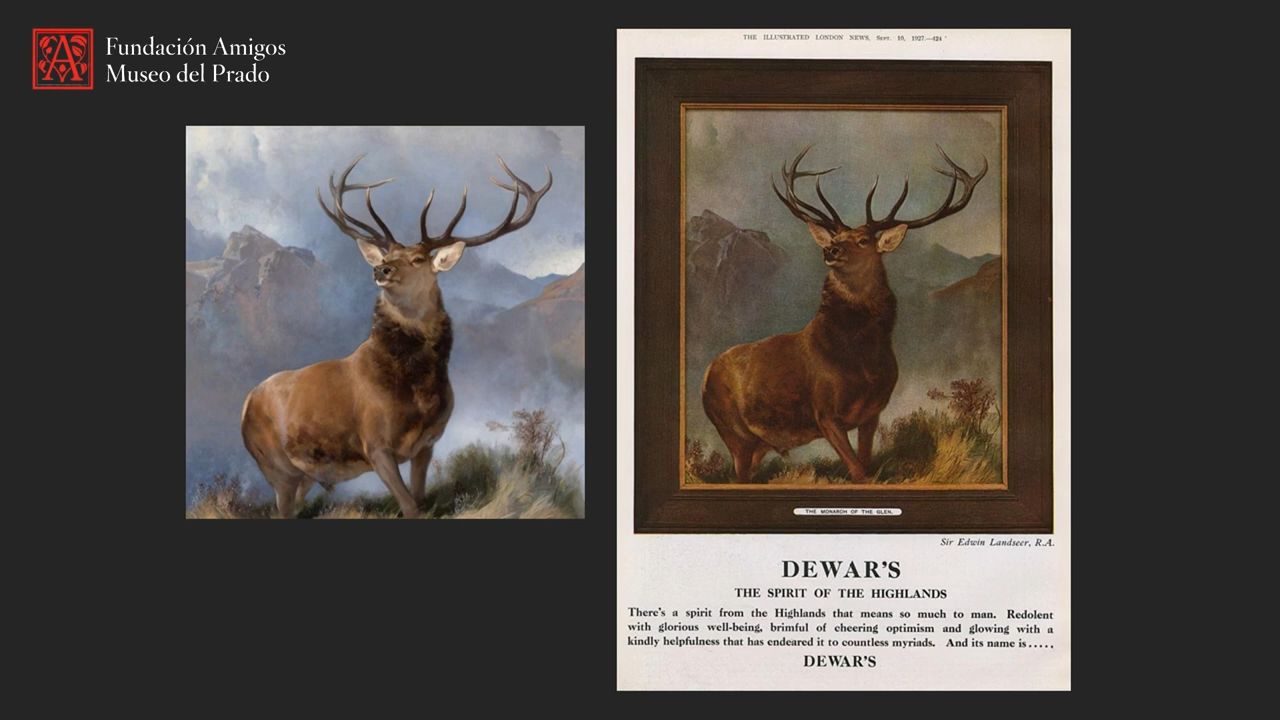 Fundación Amigos
Museo del Prado
THE ILLUSTRATED LONDON NEWS, Sept. 10, 1927.—424
THE MONARCH OF THE GLEN.
Sir Edwin Landseer, R.A.
DEWAR'S
THE SPIRIT OF THE HIGHLANDS
There's a spirit from the Highlands that means so much to man. Redolent
with glorious well-being, brimful of cheering optimism and glowing with a
kindly helpfulness that has endeared it to countless myriads. And its name is.....
DEWAR'S